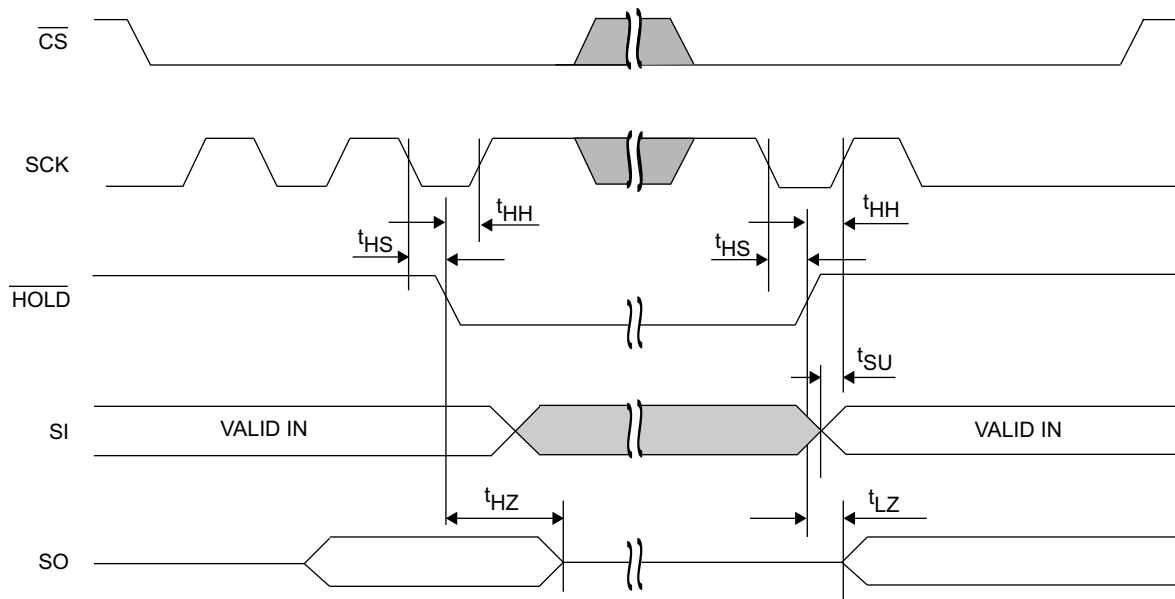 CS
SCK
tHH
tHH
tHS
tHS
HOLD
tSU
SI
VALID IN
VALID IN
tHZ
tLZ
SO